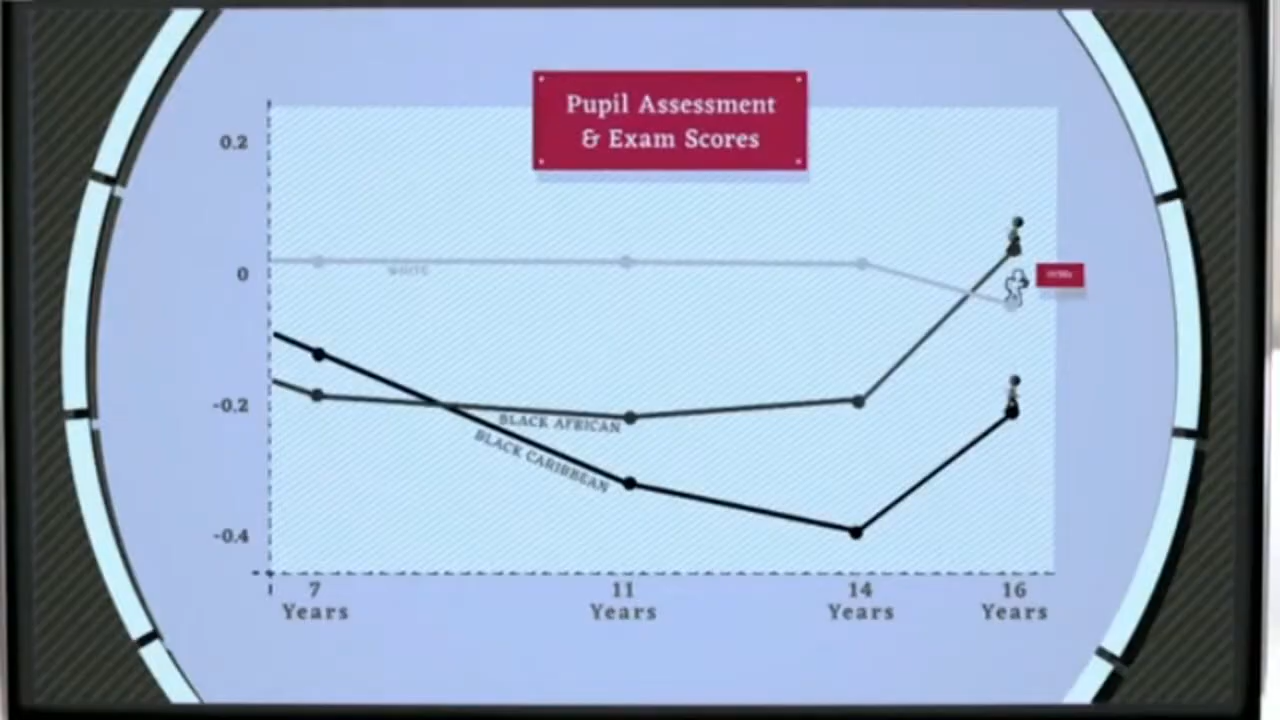 Pupil Assessment
& Exam Scores
0.2
0
WHITE
-0.2
BLACK AFRICAN
BLACK CARIBBEAN
-0.4
7
Years
11
Years
14
Years
16
Years